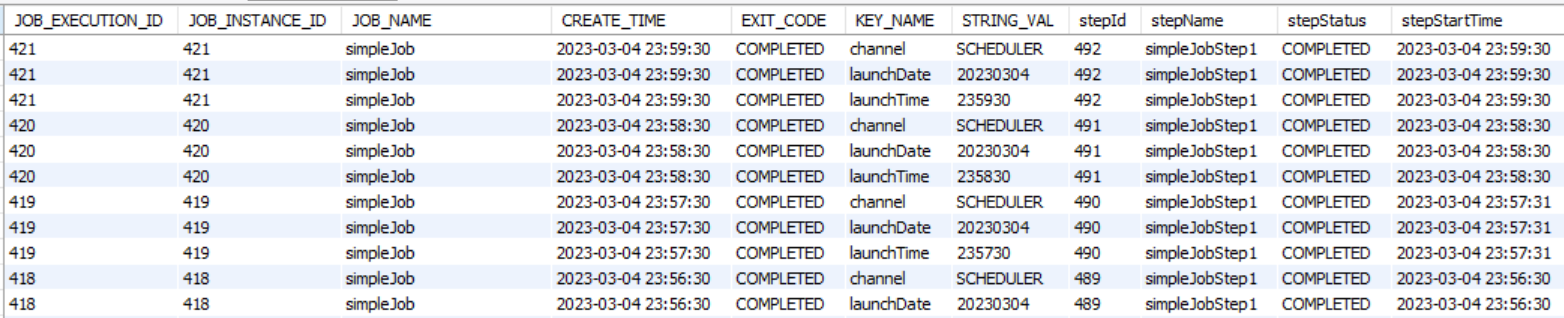 JOB_EXECUTION_ID JOB_INSTANCE_ID JOB_NAME CREATE_TIME EXIT_CODE KEY_NAME STRING_VAL stepId stepName stepStatus stepStartTime
421 421 simpleJob 2023-03-04 23:59:30 COMPLETED channel SCHEDULER 492 simpleJobStep1 COMPLETED 2023-03-04 23:59:30
421 421 simpleJob 2023-03-04 23:59:30 COMPLETED launchDate 20230304 492 simpleJobStep1 COMPLETED 2023-03-04 23:59:30
421 421 simpleJob 2023-03-04 23:59:30 COMPLETED launchTime 235930 492 simpleJobStep1 COMPLETED 2023-03-04 23:59:30
420 420 simpleJob 2023-03-04 23:58:30 COMPLETED channel SCHEDULER 491 simpleJobStep1 COMPLETED 2023-03-04 23:58:30
420 420 simpleJob 2023-03-04 23:58:30 COMPLETED launchDate 20230304 491 simpleJobStep1 COMPLETED 2023-03-04 23:58:30
420 420 simpleJob 2023-03-04 23:58:30 COMPLETED launchTime 235830 491 simpleJobStep1 COMPLETED 2023-03-04 23:58:30
419 419 simpleJob 2023-03-04 23:57:30 COMPLETED channel SCHEDULER 490 simpleJobStep1 COMPLETED 2023-03-04 23:57:31
419 419 simpleJob 2023-03-04 23:57:30 COMPLETED launchDate 20230304 490 simpleJobStep1 COMPLETED 2023-03-04 23:57:31
419 419 simpleJob 2023-03-04 23:57:30 COMPLETED launchTime 235730 490 simpleJobStep1 COMPLETED 2023-03-04 23:57:31
418 418 simpleJob 2023-03-04 23:56:30 COMPLETED channel SCHEDULER 489 simpleJobStep1 COMPLETED 2023-03-04 23:56:30
418 418 simpleJob 2023-03-04 23:56:30 COMPLETED launchDate 20230304 489 simpleJobStep1 COMPLETED 2023-03-04 23:56:30